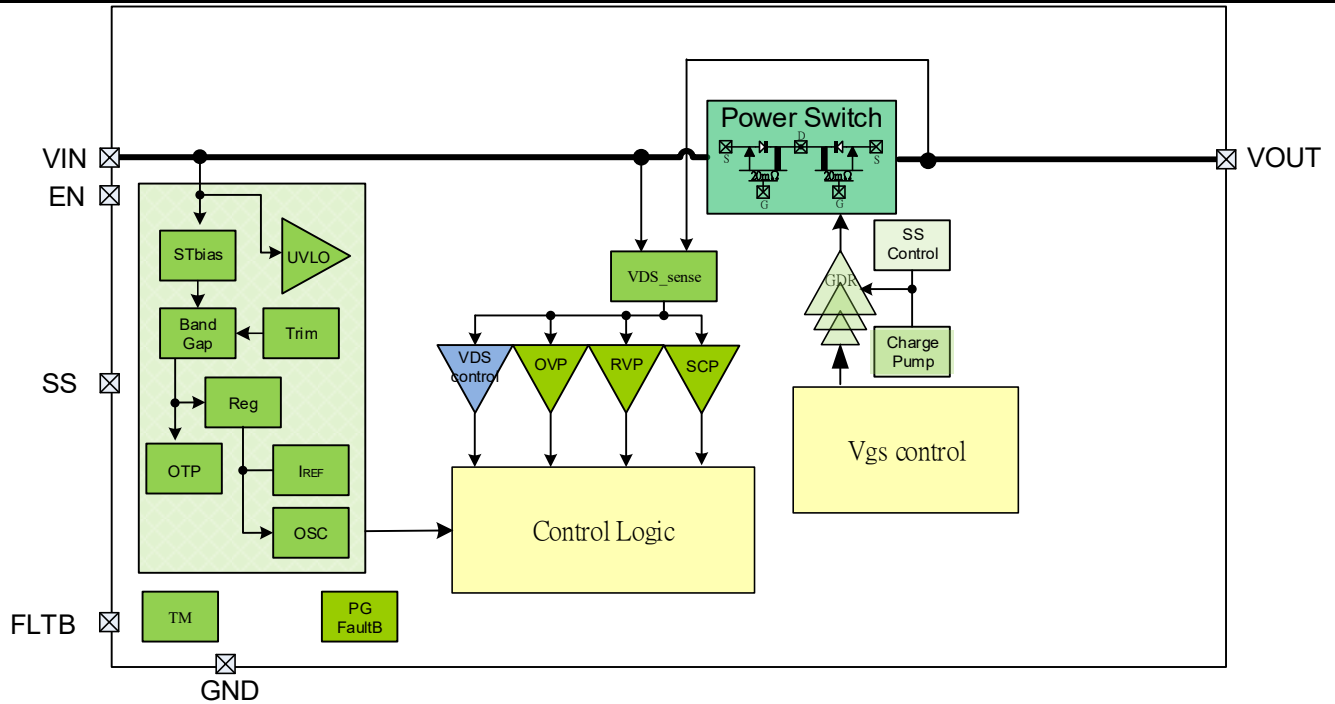 Power Switch
D
S
S
20mΩ
20mΩ
G
G
VIN
VOUT
EN
STbias
UVLO
VDS_sense
GDR
SS
Control
Band
Gap
Trim
Charge
Pump
VDS
control
OVP
RVP
SCP
SS
Reg
Vgs control
OTP
IREF
OSC
Control Logic
TM
PG
FaultB
FLTB
GND